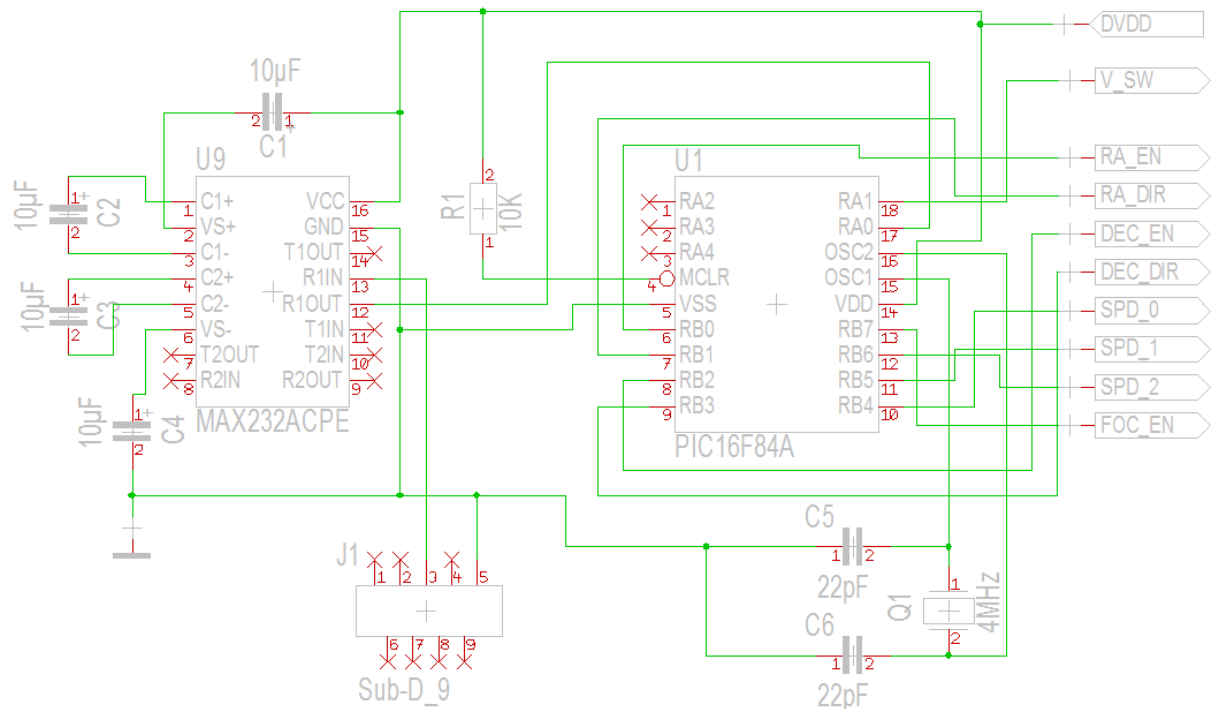 DVDD
V_SW
10µF
2
1
+
C1
U9
U1
RA_EN
RA_DIR
DEC_EN
DEC_DIR
SPD_0
SPD_1
SPD_2
FOC_EN
10µF
1
+
2
C2
10µF
1
+
2
C3
10µF
1
+
2
C4
C1+
1
VS+
2
C1-
3
C2+
4
C2-
5
VS-
6
T2OUT
7
R2IN
8
VCC
16
GND
15
T1OUT
14
R1IN
13
R1OUT
12
T1IN
11
T2IN
10
R2OUT
9
MAX232ACPE
2
R1
10K
1
RA2
1
RA3
2
RA4
3
MCLR
4
VSS
5
RB0
6
RB1
7
RB2
8
RB3
9
RA1
18
RA0
17
OSC2
16
OSC1
15
VDD
14
RB7
13
RB6
12
RB5
11
RB4
10
PIC16F84A
J1
1 2 3 4 5
6 7 8 9
Sub-D_9
C5
1 2
22pF
1
Q1
4MHz
2
C6
1 2
22pF